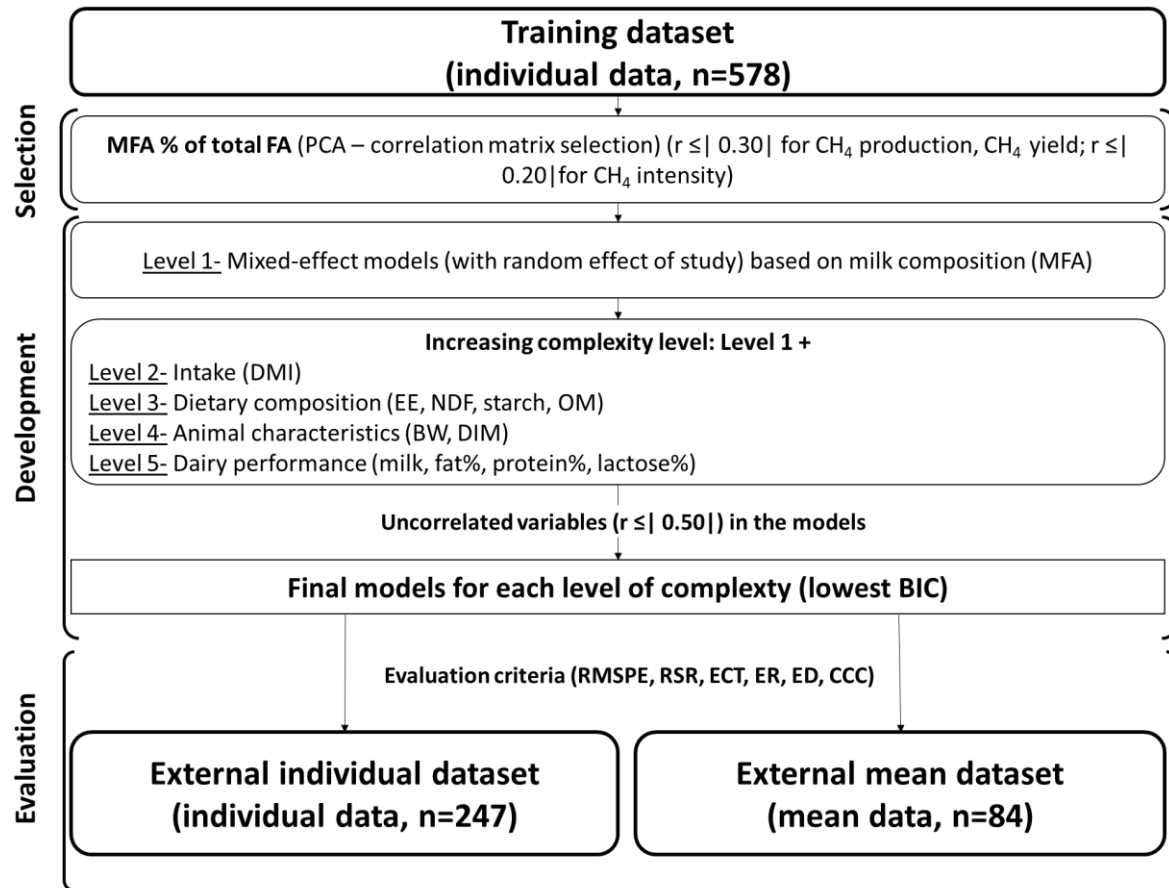 Training dataset
(individual data, n=578)
Selection
MFA % of total FA (PCA – correlation matrix selection) (r ≤| 0.30| for CH₄ production, CH₄ yield; r ≤|
0.20|for CH₄ intensity)
Development
Level 1- Mixed-effect models (with random effect of study) based on milk composition (MFA)
Increasing complexity level: Level 1 +
Level 2- Intake (DMI)
Level 3- Dietary composition (EE, NDF, starch, OM)
Level 4- Animal characteristics (BW, DIM)
Level 5- Dairy performance (milk, fat%, protein%, lactose%)
Uncorrelated variables (r ≤| 0.50|) in the models
Final models for each level of complexty (lowest BIC)
Evaluation
Evaluation criteria (RMSPE, RSR, ECT, ER, ED, CCC)
External individual dataset
(individual data, n=247)
External mean dataset
(mean data, n=84)